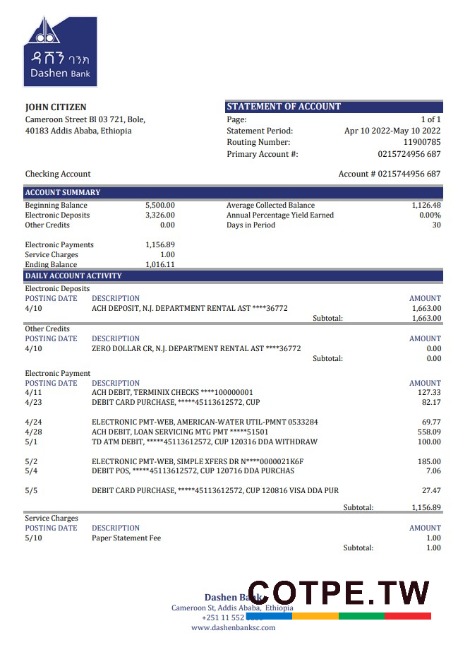 ዳሸን ባንክ
Dashen Bank
JOHN CITIZEN
Cameroon Street Bl 03 721, Bole,
40183 Addis Ababa, Ethiopia
STATEMENT OF ACCOUNT
Page: 1 of 1
Statement Period: Apr 10 2022-May 10 2022
Routing Number: 11900785
Primary Account #: 0215724956 687
Checking Account Account # 0215744956 687
ACCOUNT SUMMARY
Beginning Balance 5,500.00 Average Collected Balance 1,126.48
Electronic Deposits 3,326.00 Annual Percentage Yield Earned 0.00%
Other Credits 0.00 Days in Period 30
Electronic Payments 1,156.89
Service Charges 1.00
Ending Balance 1,016.11
DAILY ACCOUNT ACTIVITY
Electronic Deposits
POSTING DATE DESCRIPTION AMOUNT
4/10 ACH DEPOSIT, N.J. DEPARTMENT RENTAL AST ****36772 1,663.00
Subtotal: 1,663.00
Other Credits
POSTING DATE DESCRIPTION AMOUNT
4/10 ZERO DOLLAR CR, N.J. DEPARTMENT RENTAL AST ****36772 0.00
Subtotal: 0.00
Electronic Payment
POSTING DATE DESCRIPTION AMOUNT
4/11 ACH DEBIT, TERMINIX CHECKS ****100000001 127.33
4/23 DEBIT CARD PURCHASE, *****45113612572, CUP 82.17
4/24 ELECTRONIC PMT-WEB, AMERICAN-WATER UTIL-PMNT 0533284 69.77
4/28 ACH DEBIT, LOAN SERVICING MTG PMT *****51501 558.09
5/1 TD ATM DEBIT, *****45113612572, CUP 120316 DDA WITHDRAW 100.00
5/2 ELECTRONIC PMT-WEB, SIMPLE XFERS DR N****0000021K6F 185.00
5/4 DEBIT POS, *****45113612572, CUP 120716 DDA PURCHAS 7.06
5/5 DEBIT CARD PURCHASE, *****45113612572, CUP 120816 VISA DDA PUR 27.47
Subtotal: 1,156.89
Service Charges
POSTING DATE DESCRIPTION AMOUNT
5/10 Paper Statement Fee 1.00
Subtotal: 1.00
Dashen Bank
COTPE.TW
Cameroon St, Addis Ababa, Ethiopia
+251 11 552
www.dashenbanksc.com